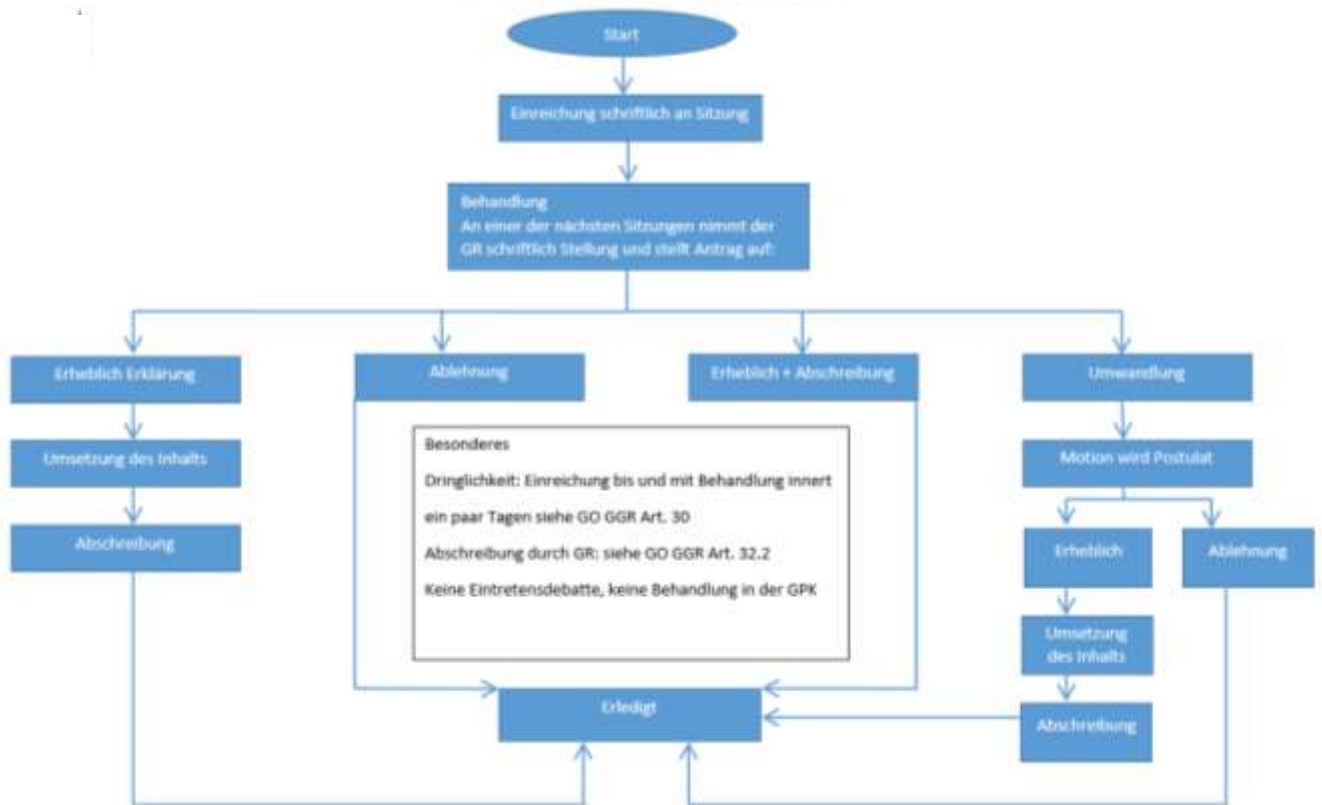 Start
Einreichung schriftlich an Sitzung
Behandlung
An einer der nächsten Sitzungen nimmt der
GR schriftlich Stellung und stellt Antrag auf:
Erheblich Erklärung
Ablehnung
Erheblich + Abschreibung
Umwandlung
Umsetzung des Inhalts
Motion wird Postulat
Besonderes
Dringlichkeit: Einreichung bis und mit Behandlung innert
ein paar Tagen siehe GO GGR Art. 30
Abschreibung durch GR: siehe GO GGR Art. 32.2
Keine Eintretensdebatte, keine Behandlung in der GPK
Abschreibung
Erheblich
Ablehnung
Umsetzung
des Inhalts
Erledigt
Abschreibung